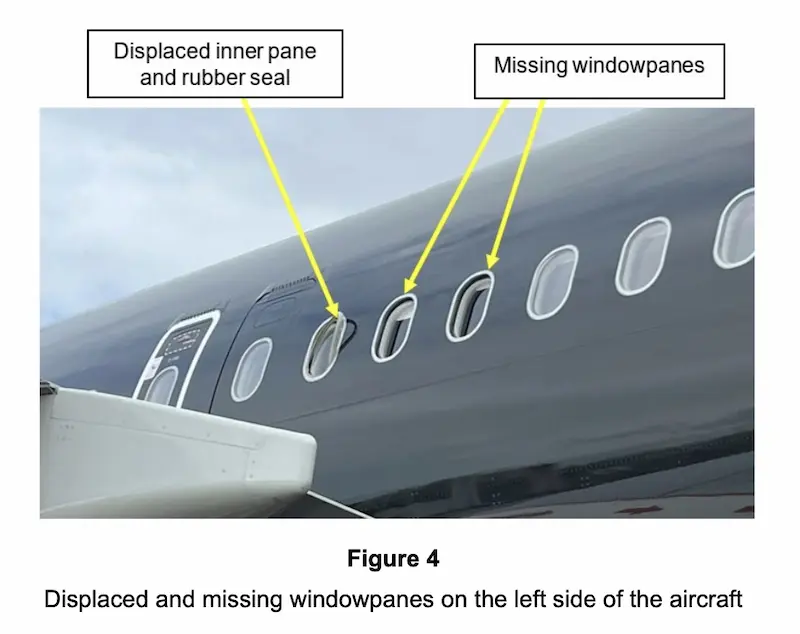 Displaced inner pane
and rubber seal
Missing windowpanes
Figure 4
Displaced and missing windowpanes on the left side of the aircraft